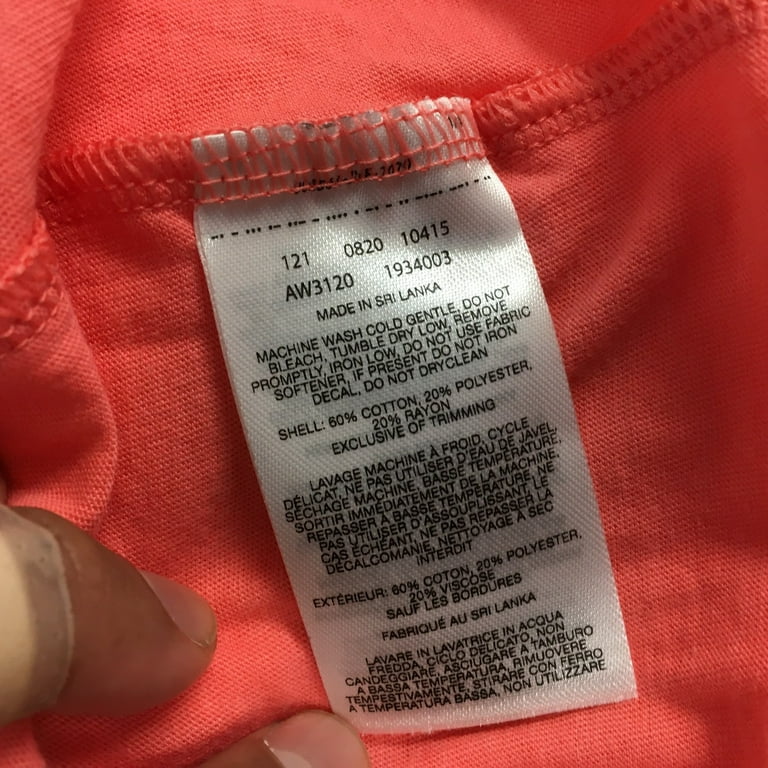 121 0820 10415
AW3120 1934003
MADE IN SRI LANKA
MACHINE WASH COLD GENTLE, DO NOT
BLEACH, TUMBLE DRY LOW, REMOVE
PROMPTLY, IRON LOW, DO NOT USE FABRIC
SOFTENER, IF PRESENT DO NOT IRON
DECAL, DO NOT DRYCLEAN
SHELL: 60% COTTON, 20% POLYESTER,
20% RAYON
EXCLUSIVE OF TRIMMING
LAVAGE MACHINE À FROID, CYCLE
DÉLICAT, NE PAS UTILISER D'EAU DE JAVEL,
SÉCHAGE MACHINE, BASSE TEMPÉRATURE,
SORTIR IMMÉDIATEMENT DE LA MACHINE,
REPASSER À BASSE TEMPÉRATURE, NE
PAS UTILISER D'ASSOUPLISSANT, LE
CAS ÉCHÉANT, NE PAS REPASSER LA
DÉCALCOMANIE, NETTOYAGE À SEC
INTERDIT
EXTÉRIEUR: 60% COTON, 20% POLYESTER,
20% VISCOSE
SAUF LES BORDURES
FABRIQUÉ AU SRI LANKA
LAVARE IN LAVATRICE IN ACQUA
FREDDA, CICLO DELICATO, NON
CANDEGGIARE, ASCIUGARE A TAMBURO
A BASSA TEMPERATURA, RIMUOVERE
TEMPESTIVAMENTE, STIRARE CON FERRO
A TEMPERATURA BASSA, NON UTILIZZARE